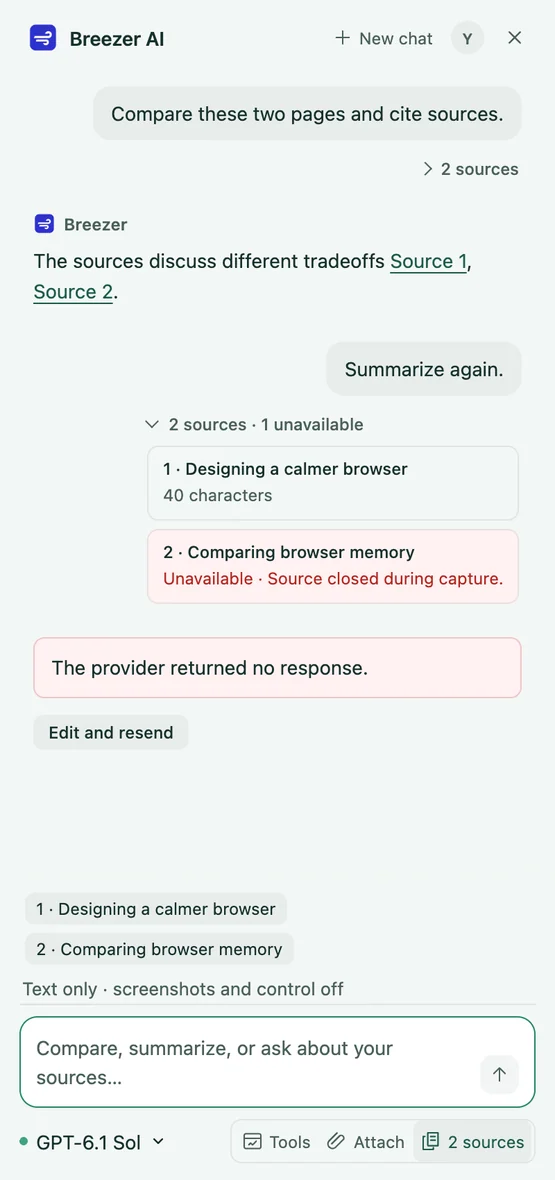 Breezer AI
New chat
Y
Compare these two pages and cite sources.
2 sources
Breezer
The sources discuss different tradeoffs Source 1,
Source 2.
Summarize again.
2 sources · 1 unavailable
1 · Designing a calmer browser
40 characters
2 · Comparing browser memory
Unavailable · Source closed during capture.
The provider returned no response.
Edit and resend
1 · Designing a calmer browser
2 · Comparing browser memory
Text only · screenshots and control off
Compare, summarize, or ask about your
sources...
GPT-6.1 Sol
Tools
Attach
2 sources